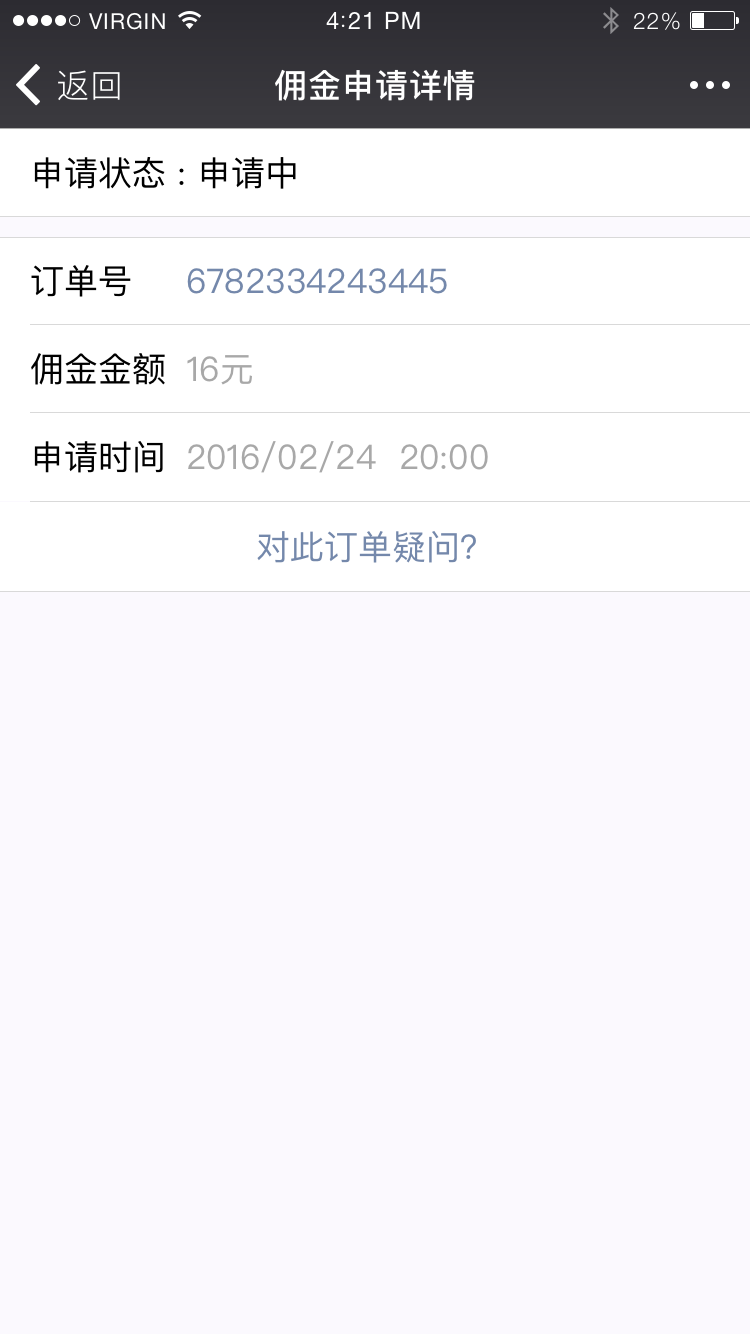 VIRGIN 4:21 PM 22%
返回 佣金申请详情
申请状态：申请中
订单号 6782334243445
佣金金额 16元
申请时间 2016/02/24 20:00
对此订单疑问?